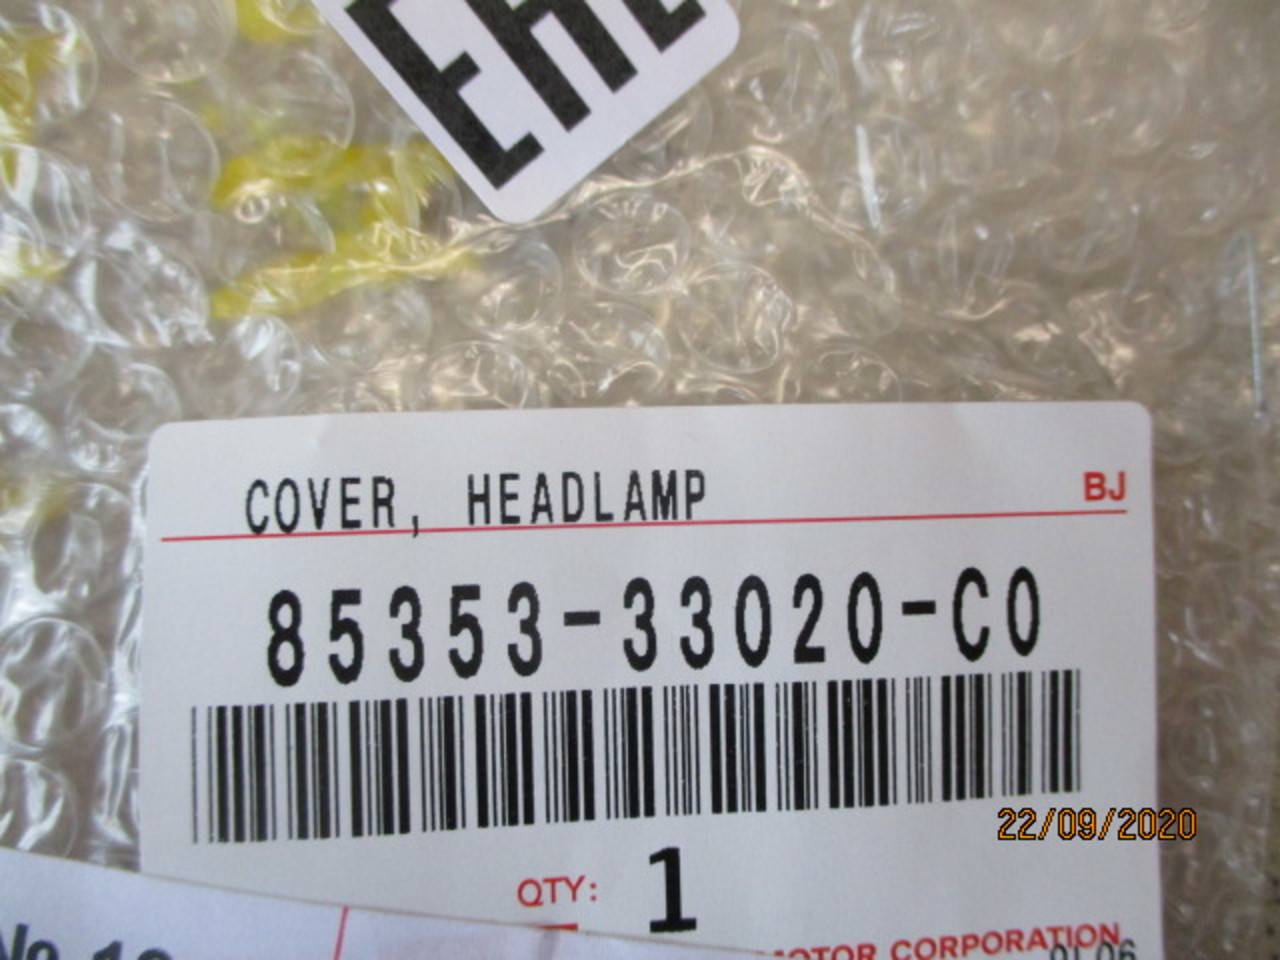 EAC
COVER, HEADLAMP
BJ
85353-33020-C0
22/09/2020
QTY: 1
MOTOR CORPORATION